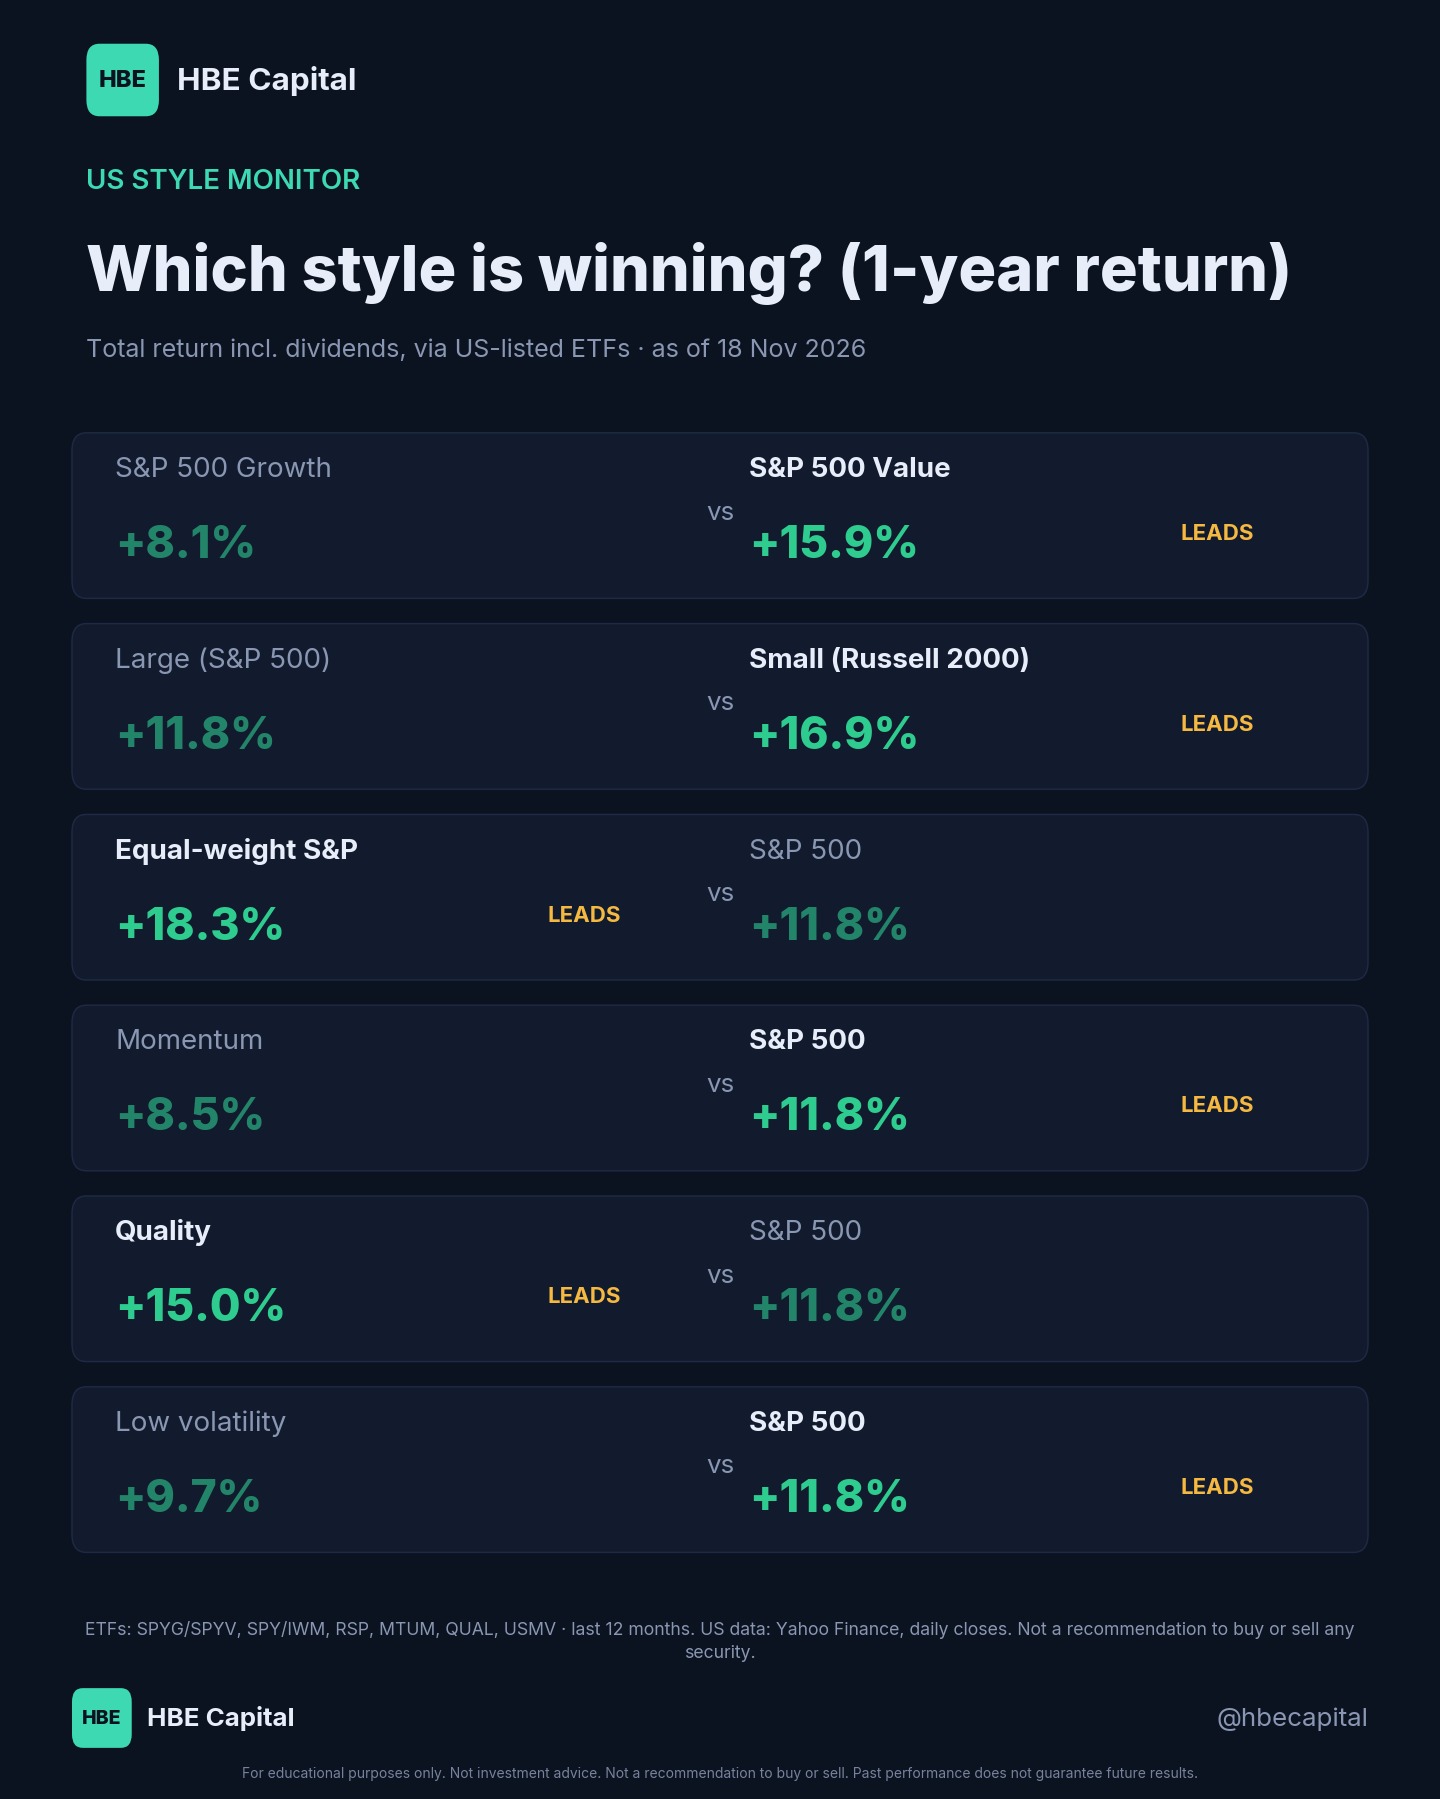 HBE HBE Capital
US STYLE MONITOR
Which style is winning? (1-year return)
Total return incl. dividends, via US-listed ETFs · as of 18 Nov 2026
S&P 500 Growth
+8.1%
vs
S&P 500 Value
+15.9%
LEADS
Large (S&P 500)
+11.8%
vs
Small (Russell 2000)
+16.9%
LEADS
Equal-weight S&P
+18.3%
LEADS
vs
S&P 500
+11.8%
Momentum
+8.5%
vs
S&P 500
+11.8%
LEADS
Quality
+15.0%
LEADS
vs
S&P 500
+11.8%
Low volatility
+9.7%
vs
S&P 500
+11.8%
LEADS
ETFs: SPYG/SPYV, SPY/IWM, RSP, MTUM, QUAL, USMV · last 12 months. US data: Yahoo Finance, daily closes. Not a recommendation to buy or sell any
security.
HBE HBE Capital
@hbecapital
For educational purposes only. Not investment advice. Not a recommendation to buy or sell. Past performance does not guarantee future results.